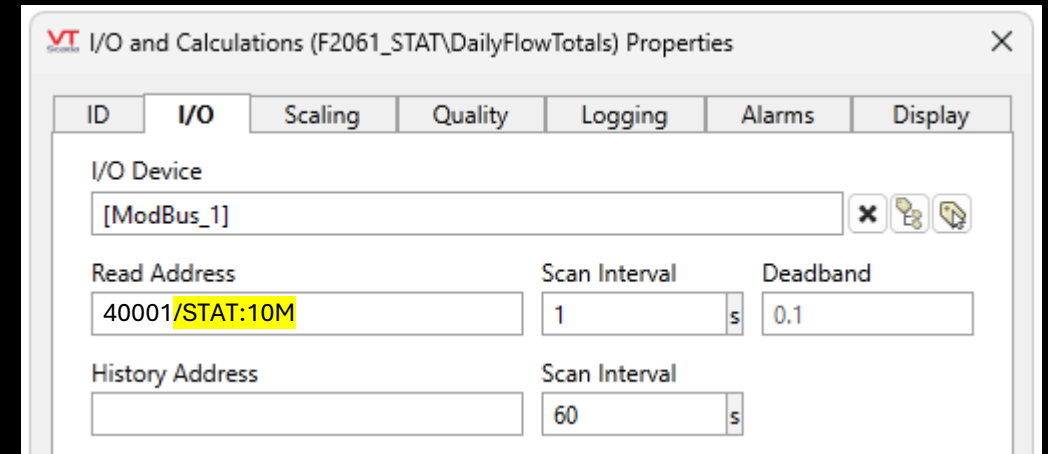 VTScada I/O and Calculations (F2061_STAT\DailyFlowTotals) Properties
ID I/O Scaling Quality Logging Alarms Display
I/O Device
[ModBus_1]
Read Address Scan Interval Deadband
40001/STAT:10M 1 s 0.1
History Address Scan Interval
60 s